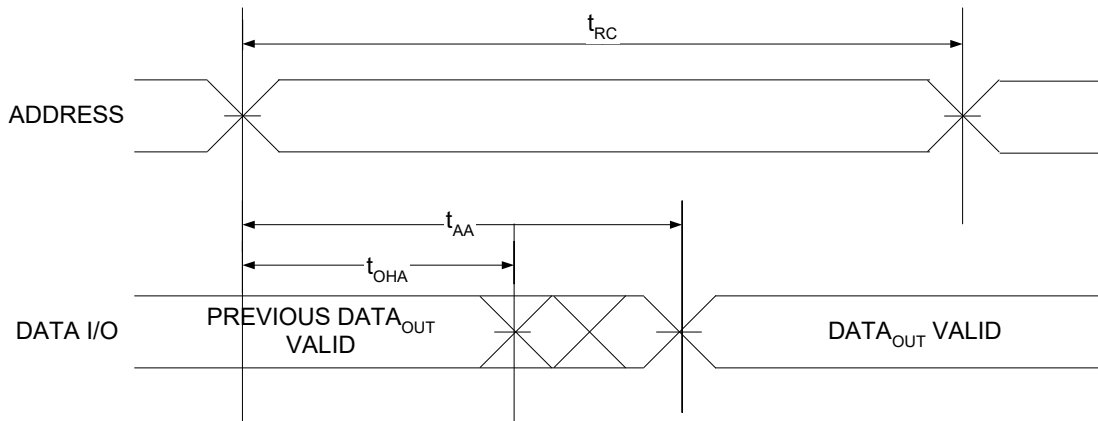 tRC
ADDRESS
tAA
tOHA
DATA I/O
PREVIOUS DATAOUT
VALID
DATAOUT VALID